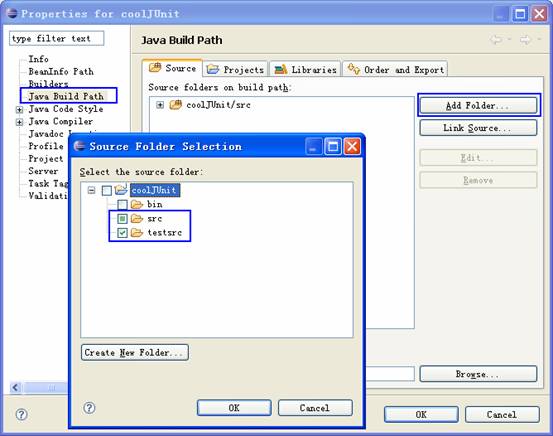 Properties for coolJUnit
type filter text
Info
BeanInfo Path
Builders
Java Build Path
Java Code Style
Java Compiler
Javadoc
Profile
Project
Server
Task Tag
Validati
Java Build Path
Source
Projects
Libraries
Order and Export
Source folders on build path:
coolJUnit/src
Add Folder...
Link Source...
Edit...
Remove
Source Folder Selection
Select the source folder:
coolJUnit
bin
src
testsrc
Create New Folder...
OK
Cancel
Browse...
OK
Cancel